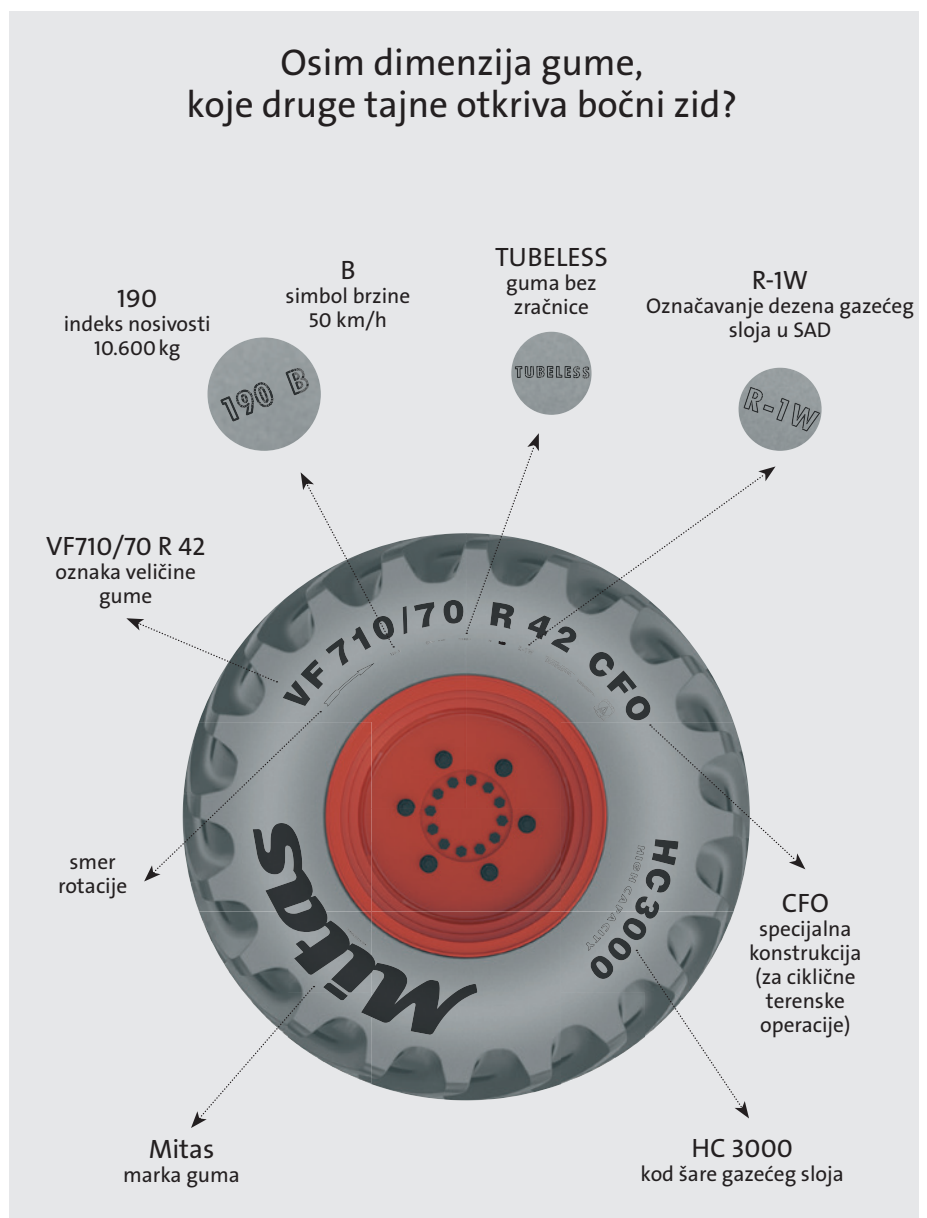 Osim dimenzija gume,
koje druge tajne otkriva bočni zid?
190
indeks nosivosti
10.600 kg
B
simbol brzine
50 km/h
TUBELESS
guma bez
zračnice
R-1W
Označavanje dezena gazećeg
sloja u SAD
190 B
TUBELESS
R-1W
VF710/70 R 42
oznaka veličine
gume
VF710/70 R 42 CFO
smer
rotacije
Mitas
HC3000
HIGH CAPACITY
CFO
specijalna
konstrukcija
(za ciklične
terenske
operacije)
Mitas
marka guma
HC 3000
kod šare gazećeg sloja